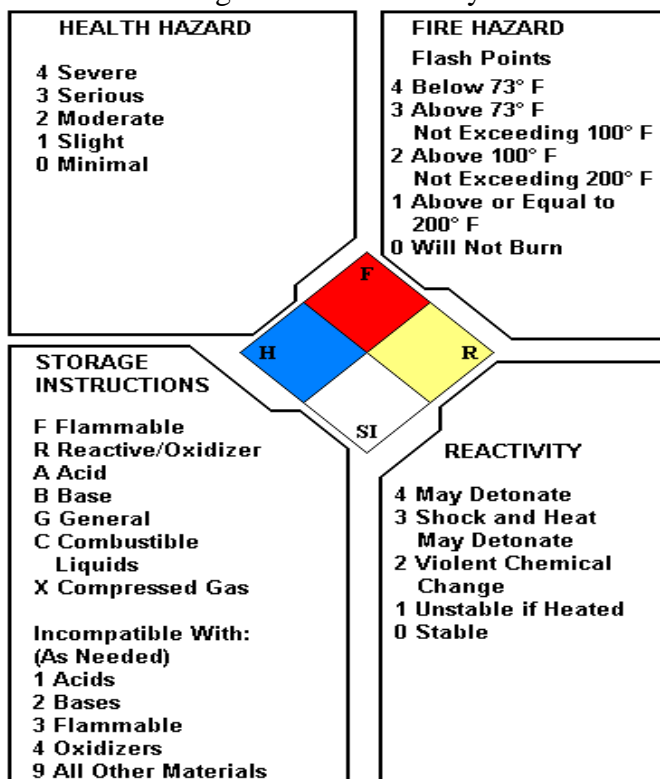 HEALTH HAZARD
4 Severe
3 Serious
2 Moderate
1 Slight
0 Minimal
FIRE HAZARD
Flash Points
4 Below 73° F
3 Above 73° F
Not Exceeding 100° F
2 Above 100° F
Not Exceeding 200° F
1 Above or Equal to
200° F
0 Will Not Burn
F
H
R
SI
STORAGE
INSTRUCTIONS
F Flammable
R Reactive/Oxidizer
A Acid
B Base
G General
C Combustible
Liquids
X Compressed Gas
Incompatible With:
(As Needed)
1 Acids
2 Bases
3 Flammable
4 Oxidizers
9 All Other Materials
REACTIVITY
4 May Detonate
3 Shock and Heat
May Detonate
2 Violent Chemical
Change
1 Unstable if Heated
0 Stable